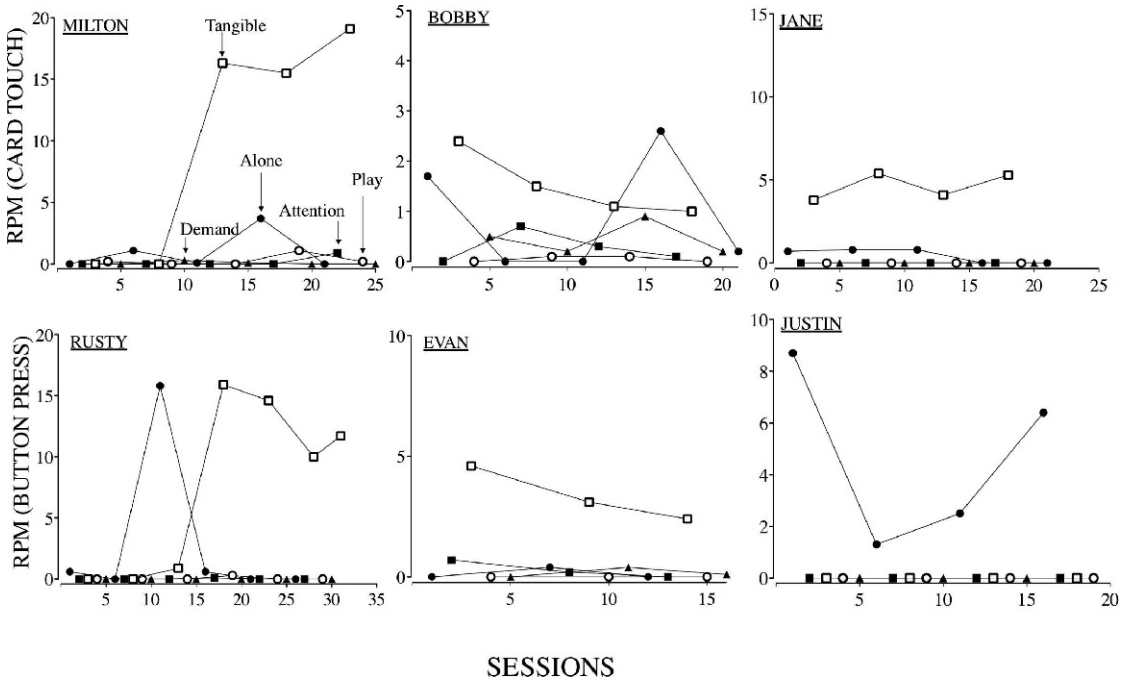 MILTON
BOBBY
JANE
RPM (CARD TOUCH)
20
15
10
5
0
Tangible
Alone
Play
Attention
Demand
5 10 15 20 25
5
4
3
2
1
0
5 10 15 20
15
10
5
0
0 5 10 15 20 25
RUSTY
EVAN
JUSTIN
RPM (BUTTON PRESS)
20
15
10
5
0
5 10 15 20 25 30 35
10
5
0
5 10 15
10
8
6
4
2
0
5 10 15 20
SESSIONS